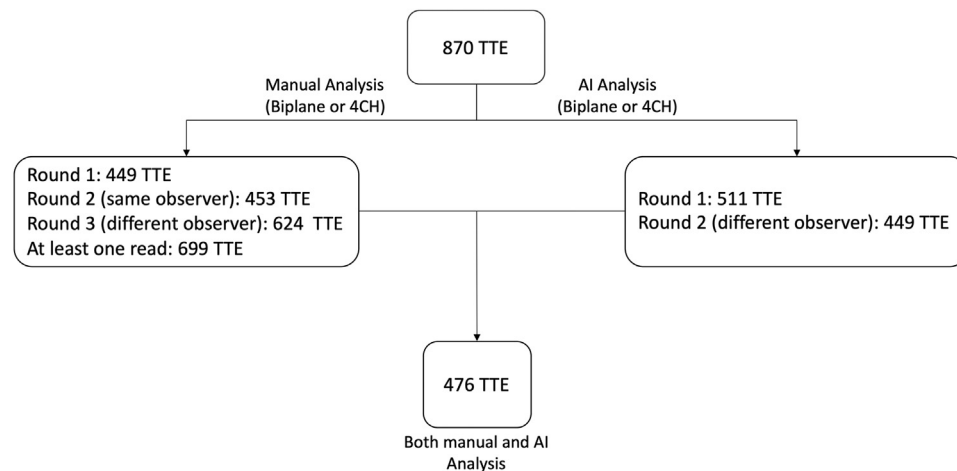 870 TTE
Manual Analysis
(Biplane or 4CH)
AI Analysis
(Biplane or 4CH)
Round 1: 449 TTE
Round 2 (same observer): 453 TTE
Round 3 (different observer): 624 TTE
At least one read: 699 TTE
Round 1: 511 TTE
Round 2 (different observer): 449 TTE
476 TTE
Both manual and AI
Analysis